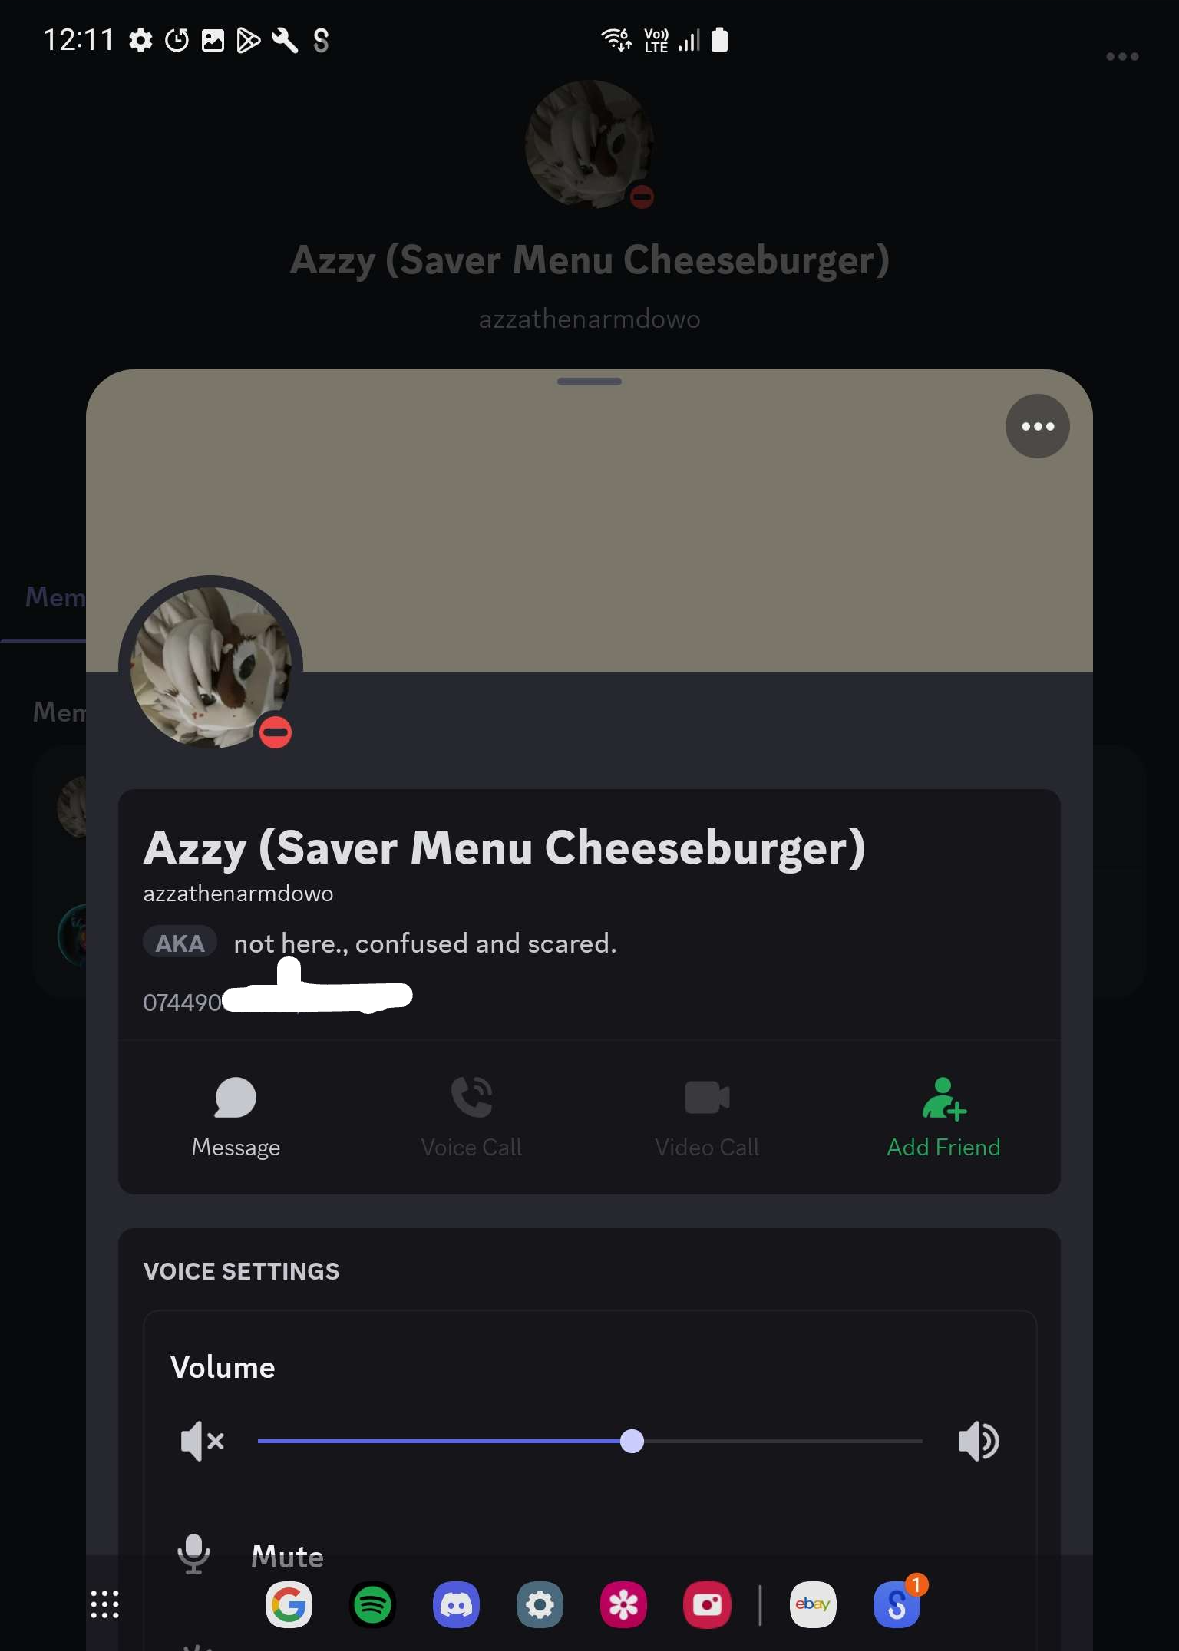 12:11
Vo))
LTE
Azzy (Saver Menu Cheeseburger)
azzathenarmdowo
Mem
Mem
Azzy (Saver Menu Cheeseburger)
azzathenarmdowo
AKA not here., confused and scared.
074490
Message
Voice Call
Video Call
Add Friend
VOICE SETTINGS
Volume
Mute
ebay
1